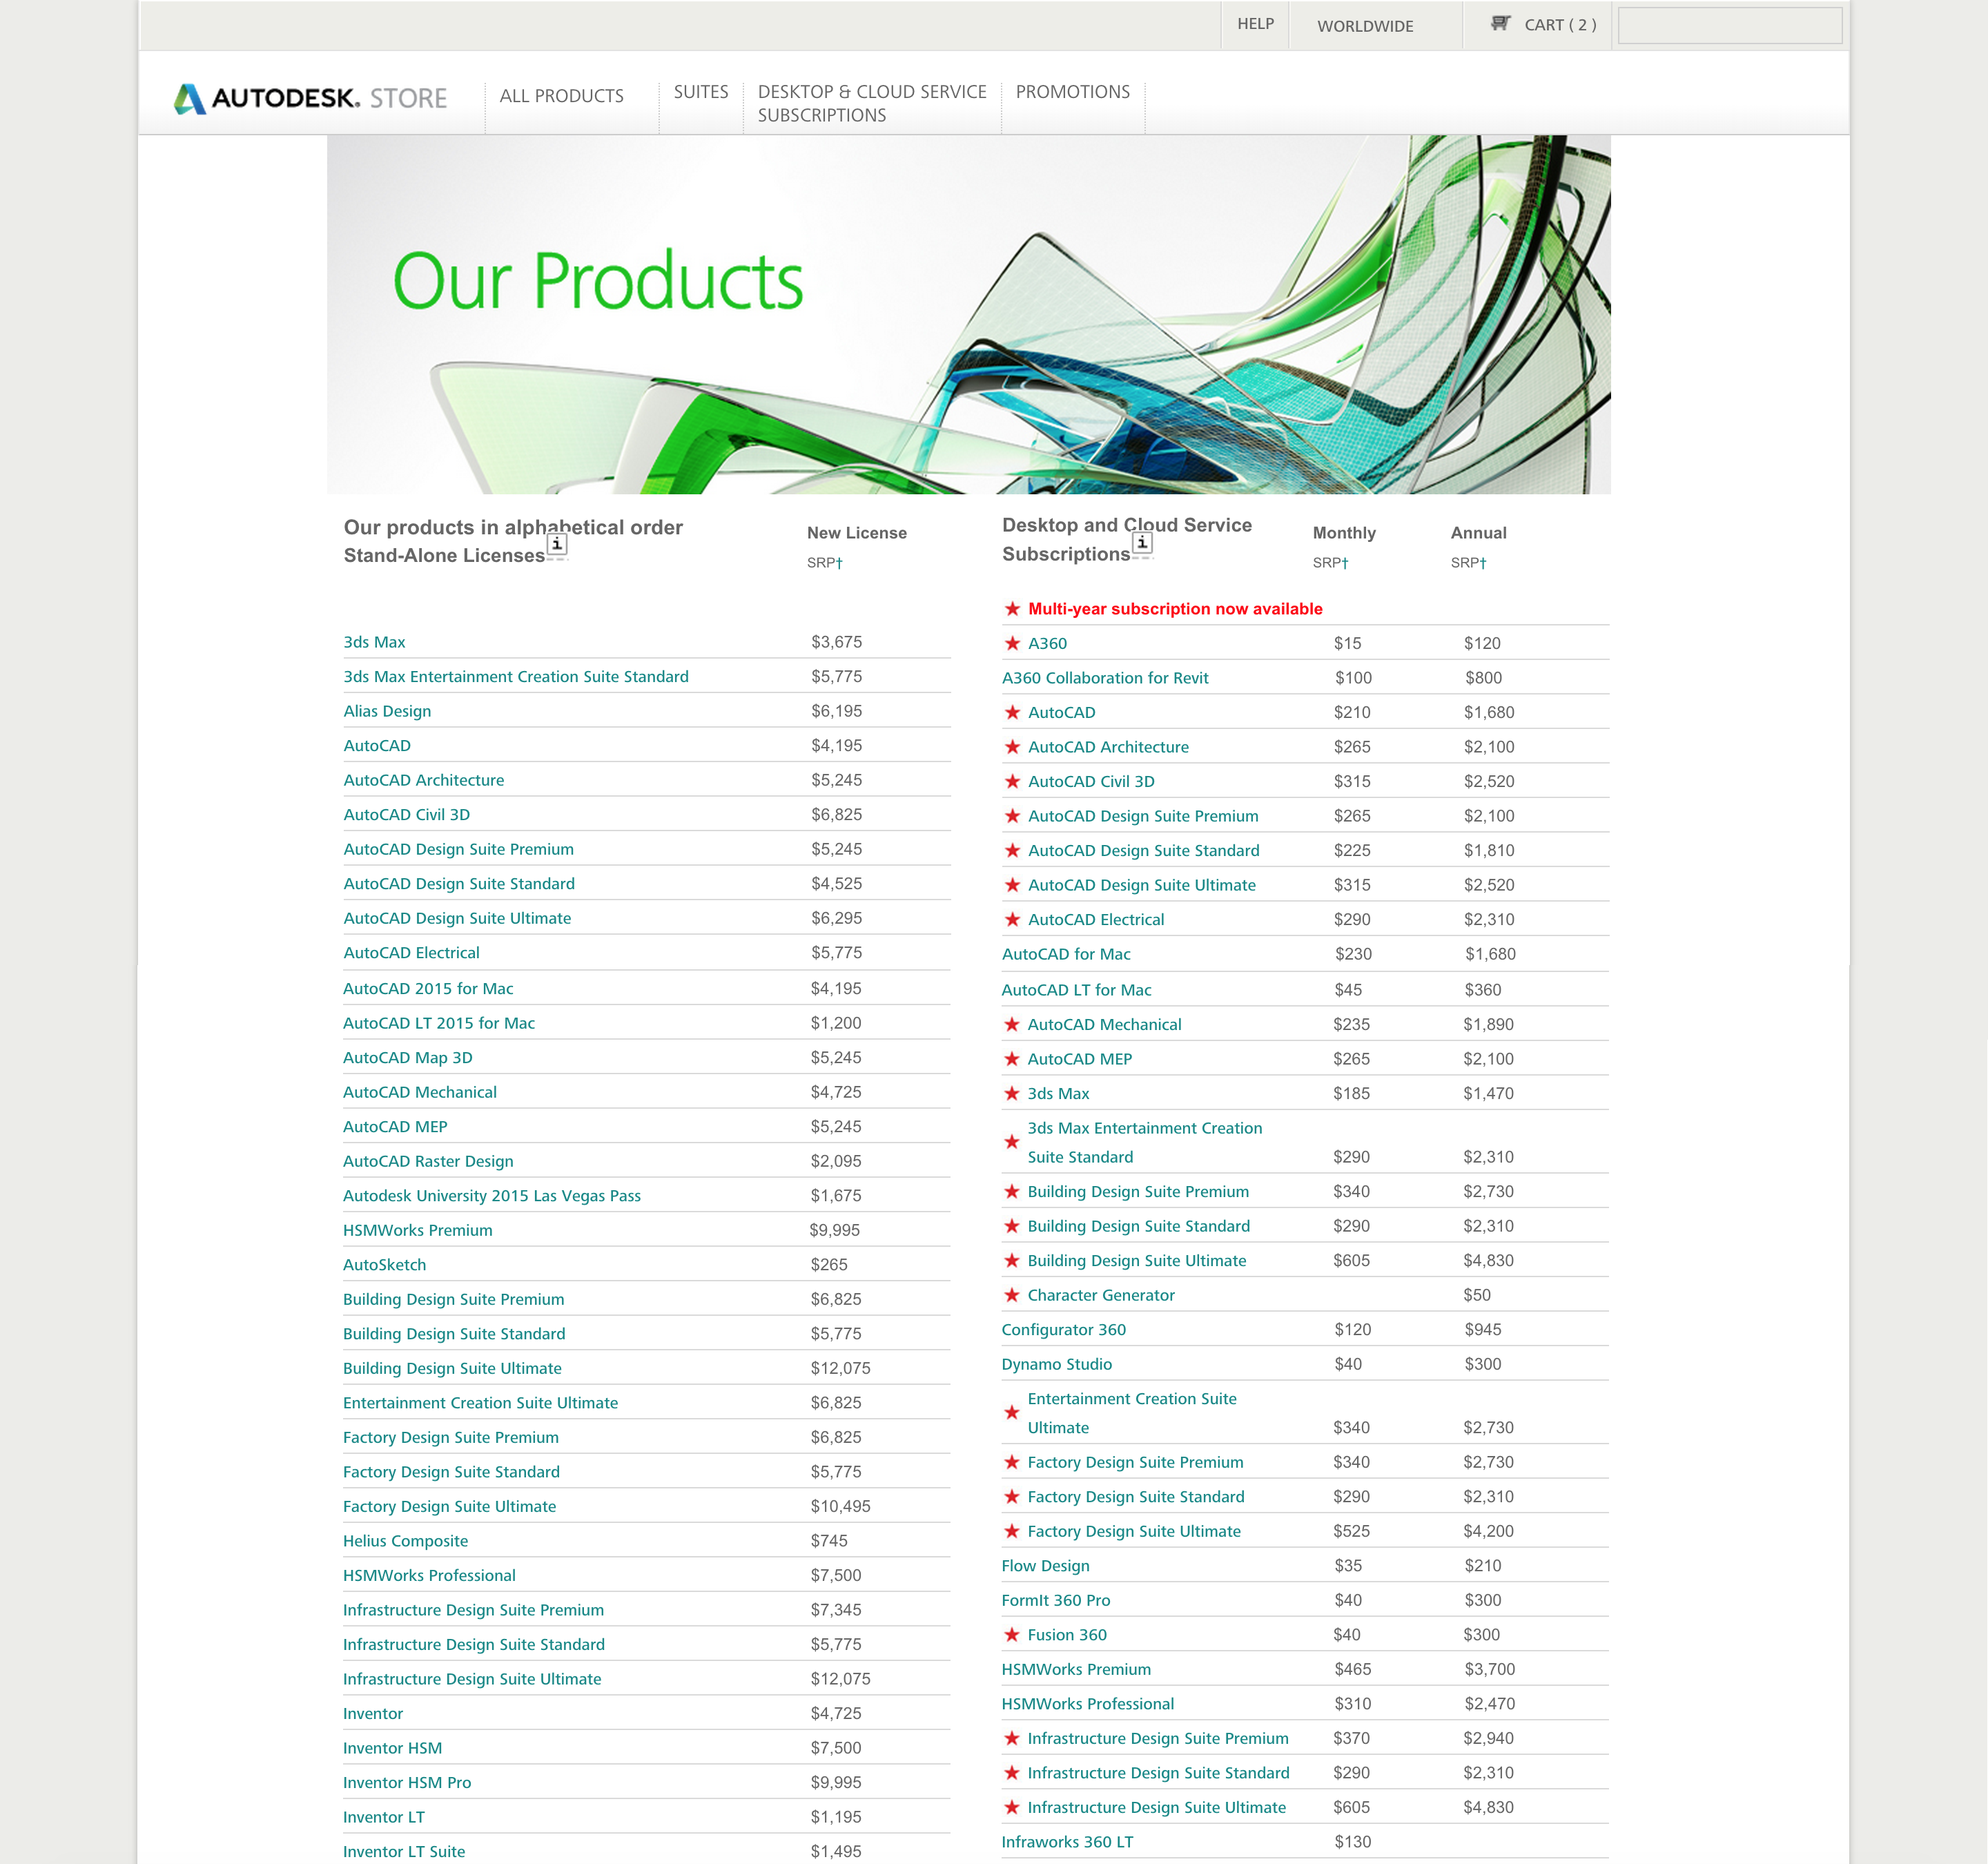 HELP
WORLDWIDE
CART ( 2 )
AUTODESK. STORE
ALL PRODUCTS
SUITES
DESKTOP & CLOUD SERVICE
SUBSCRIPTIONS
PROMOTIONS
Our Products
Our products in alphabetical order
Stand-Alone Licenses i
New License
SRP†
3ds Max $3,675
3ds Max Entertainment Creation Suite Standard $5,775
Alias Design $6,195
AutoCAD $4,195
AutoCAD Architecture $5,245
AutoCAD Civil 3D $6,825
AutoCAD Design Suite Premium $5,245
AutoCAD Design Suite Standard $4,525
AutoCAD Design Suite Ultimate $6,295
AutoCAD Electrical $5,775
AutoCAD 2015 for Mac $4,195
AutoCAD LT 2015 for Mac $1,200
AutoCAD Map 3D $5,245
AutoCAD Mechanical $4,725
AutoCAD MEP $5,245
AutoCAD Raster Design $2,095
Autodesk University 2015 Las Vegas Pass $1,675
HSMWorks Premium $9,995
AutoSketch $265
Building Design Suite Premium $6,825
Building Design Suite Standard $5,775
Building Design Suite Ultimate $12,075
Entertainment Creation Suite Ultimate $6,825
Factory Design Suite Premium $6,825
Factory Design Suite Standard $5,775
Factory Design Suite Ultimate $10,495
Helius Composite $745
HSMWorks Professional $7,500
Infrastructure Design Suite Premium $7,345
Infrastructure Design Suite Standard $5,775
Infrastructure Design Suite Ultimate $12,075
Inventor $4,725
Inventor HSM $7,500
Inventor HSM Pro $9,995
Inventor LT $1,195
Inventor LT Suite $1,495
Desktop and Cloud Service
Subscriptions i
Monthly Annual
SRP† SRP†
★ Multi-year subscription now available
★ A360 $15 $120
A360 Collaboration for Revit $100 $800
★ AutoCAD $210 $1,680
★ AutoCAD Architecture $265 $2,100
★ AutoCAD Civil 3D $315 $2,520
★ AutoCAD Design Suite Premium $265 $2,100
★ AutoCAD Design Suite Standard $225 $1,810
★ AutoCAD Design Suite Ultimate $315 $2,520
★ AutoCAD Electrical $290 $2,310
AutoCAD for Mac $230 $1,680
AutoCAD LT for Mac $45 $360
★ AutoCAD Mechanical $235 $1,890
★ AutoCAD MEP $265 $2,100
★ 3ds Max $185 $1,470
★ 3ds Max Entertainment Creation
Suite Standard $290 $2,310
★ Building Design Suite Premium $340 $2,730
★ Building Design Suite Standard $290 $2,310
★ Building Design Suite Ultimate $605 $4,830
★ Character Generator $50
Configurator 360 $120 $945
Dynamo Studio $40 $300
★ Entertainment Creation Suite
Ultimate $340 $2,730
★ Factory Design Suite Premium $340 $2,730
★ Factory Design Suite Standard $290 $2,310
★ Factory Design Suite Ultimate $525 $4,200
Flow Design $35 $210
FormIt 360 Pro $40 $300
★ Fusion 360 $40 $300
HSMWorks Premium $465 $3,700
HSMWorks Professional $310 $2,470
★ Infrastructure Design Suite Premium $370 $2,940
★ Infrastructure Design Suite Standard $290 $2,310
★ Infrastructure Design Suite Ultimate $605 $4,830
Infraworks 360 LT $130